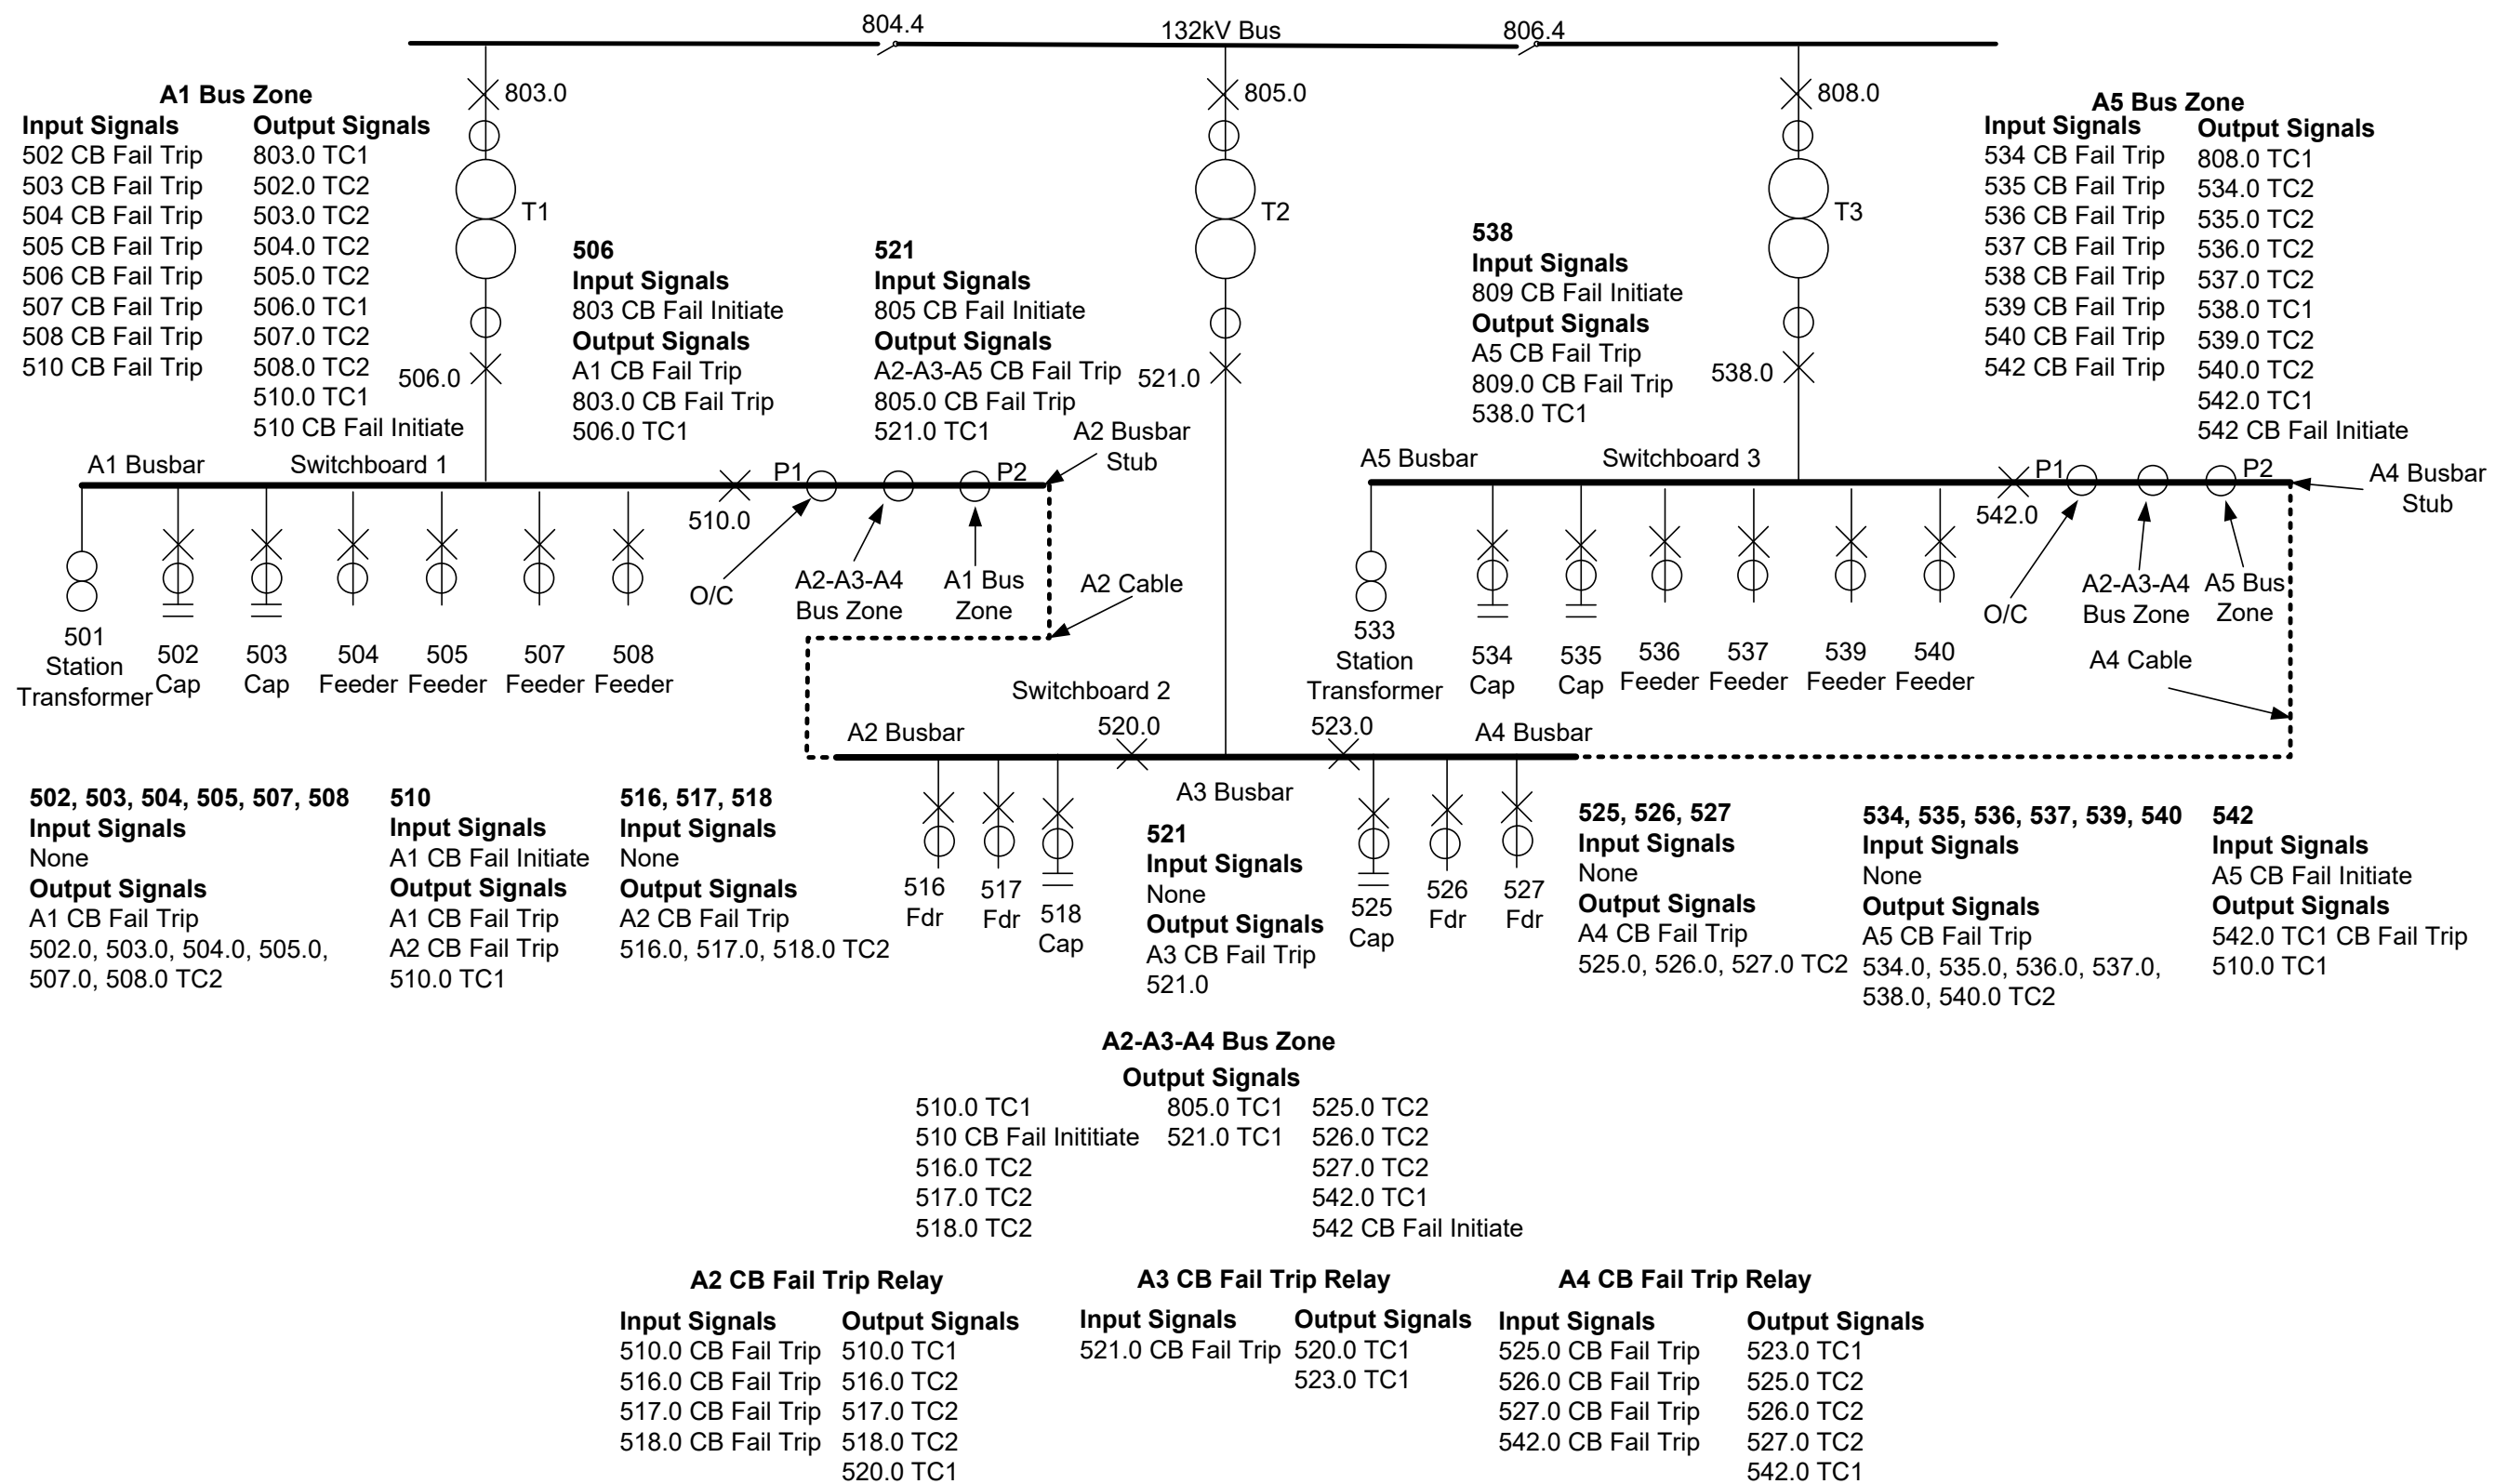 804.4
132kV Bus
806.4
803.0
805.0
808.0
T1
T2
T3
A1 Bus Zone
Input Signals
502 CB Fail Trip
503 CB Fail Trip
504 CB Fail Trip
505 CB Fail Trip
506 CB Fail Trip
507 CB Fail Trip
508 CB Fail Trip
510 CB Fail Trip
Output Signals
803.0 TC1
502.0 TC2
503.0 TC2
504.0 TC2
505.0 TC2
506.0 TC1
507.0 TC2
508.0 TC2
510.0 TC1
510 CB Fail Initiate
506.0
506
Input Signals
803 CB Fail Initiate
Output Signals
A1 CB Fail Trip
803.0 CB Fail Trip
506.0 TC1
521
Input Signals
805 CB Fail Initiate
Output Signals
A2-A3-A5 CB Fail Trip
805.0 CB Fail Trip
521.0 TC1
521.0
538
Input Signals
809 CB Fail Initiate
Output Signals
A5 CB Fail Trip
809.0 CB Fail Trip
538.0 TC1
538.0
A5 Bus Zone
Input Signals
534 CB Fail Trip
535 CB Fail Trip
536 CB Fail Trip
537 CB Fail Trip
538 CB Fail Trip
539 CB Fail Trip
540 CB Fail Trip
542 CB Fail Trip
Output Signals
808.0 TC1
534.0 TC2
535.0 TC2
536.0 TC2
537.0 TC2
538.0 TC1
539.0 TC2
540.0 TC2
542.0 TC1
542 CB Fail Initiate
A1 Busbar
Switchboard 1
P1
P2
A2 Busbar
Stub
510.0
O/C
A2-A3-A4
Bus Zone
A1 Bus
Zone
A2 Cable
501
Station
Transformer
502
Cap
503
Cap
504
Feeder
505
Feeder
507
Feeder
508
Feeder
A5 Busbar
Switchboard 3
P1
P2
A4 Busbar
Stub
542.0
O/C
A2-A3-A4
Bus Zone
A5 Bus
Zone
A4 Cable
533
Station
Transformer
534
Cap
535
Cap
536
Feeder
537
Feeder
539
Feeder
540
Feeder
Switchboard 2
A2 Busbar
520.0
523.0
A4 Busbar
A3 Busbar
516
Fdr
517
Fdr
518
Cap
525
Cap
526
Fdr
527
Fdr
502, 503, 504, 505, 507, 508
Input Signals
None
Output Signals
A1 CB Fail Trip
502.0, 503.0, 504.0, 505.0,
507.0, 508.0 TC2
510
Input Signals
A1 CB Fail Initiate
Output Signals
A1 CB Fail Trip
A2 CB Fail Trip
510.0 TC1
516, 517, 518
Input Signals
None
Output Signals
A2 CB Fail Trip
516.0, 517.0, 518.0 TC2
521
Input Signals
None
Output Signals
A3 CB Fail Trip
521.0
525, 526, 527
Input Signals
None
Output Signals
A4 CB Fail Trip
525.0, 526.0, 527.0 TC2
534, 535, 536, 537, 539, 540
Input Signals
None
Output Signals
A5 CB Fail Trip
534.0, 535.0, 536.0, 537.0,
538.0, 540.0 TC2
542
Input Signals
A5 CB Fail Initiate
Output Signals
542.0 TC1 CB Fail Trip
510.0 TC1
A2-A3-A4 Bus Zone
Output Signals
510.0 TC1
510 CB Fail Inititiate
516.0 TC2
517.0 TC2
518.0 TC2
805.0 TC1
521.0 TC1
525.0 TC2
526.0 TC2
527.0 TC2
542.0 TC1
542 CB Fail Initiate
A2 CB Fail Trip Relay
Input Signals
510.0 CB Fail Trip
516.0 CB Fail Trip
517.0 CB Fail Trip
518.0 CB Fail Trip
Output Signals
510.0 TC1
516.0 TC2
517.0 TC2
518.0 TC2
520.0 TC1
A3 CB Fail Trip Relay
Input Signals
521.0 CB Fail Trip
Output Signals
520.0 TC1
523.0 TC1
A4 CB Fail Trip Relay
Input Signals
525.0 CB Fail Trip
526.0 CB Fail Trip
527.0 CB Fail Trip
542.0 CB Fail Trip
Output Signals
523.0 TC1
525.0 TC2
526.0 TC2
527.0 TC2
542.0 TC1